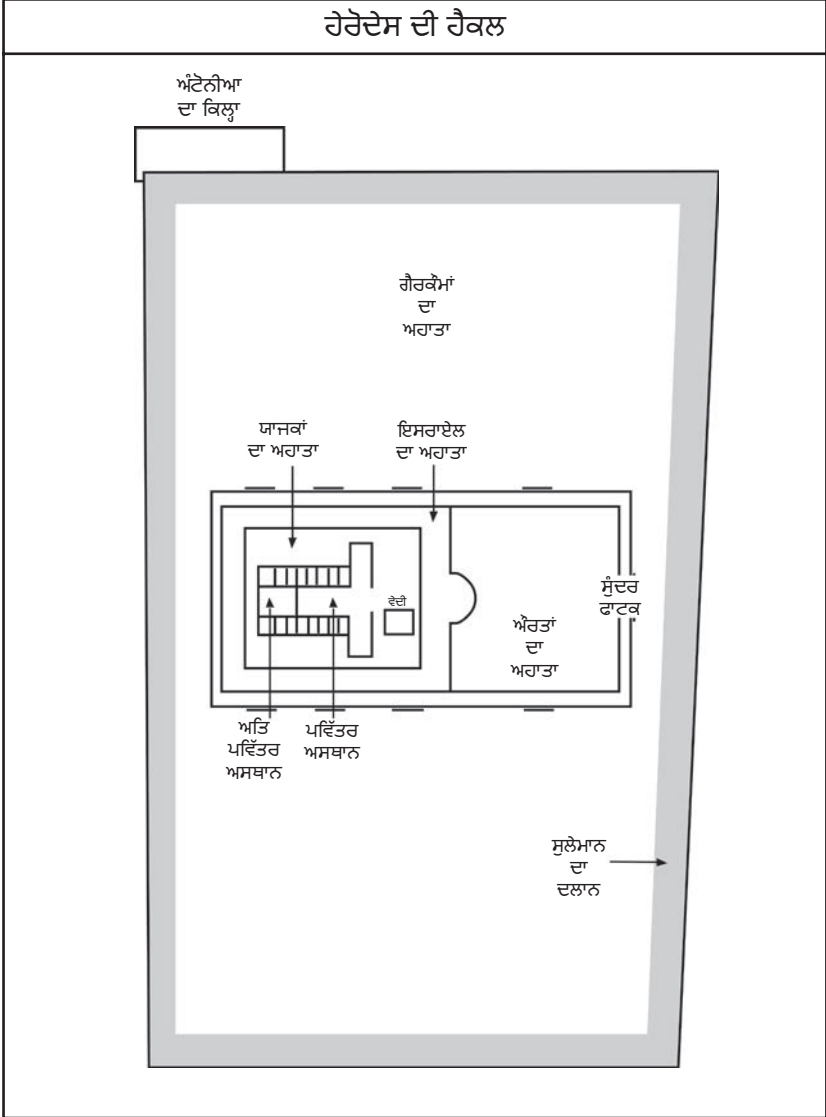 ਹੇਰੋਦੇਸ ਦੀ ਹੈਕਲ
ਅੰਟੋਨੀਆ
ਦਾ ਕਿਲ੍ਹਾ
ਗੈਰਕੌਮਾਂ
ਦਾ
ਅਹਾਤਾ
ਯਾਜਕਾਂ
ਦਾ ਅਹਾਤਾ
ਇਸਰਾਏਲ
ਦਾ ਅਹਾਤਾ
ਵੇਦੀ
ਔਰਤਾਂ
ਦਾ
ਅਹਾਤਾ
ਸੁੰਦਰ
ਫਾਟਕ
ਅਤਿ
ਪਵਿੱਤਰ
ਅਸਥਾਨ
ਪਵਿੱਤਰ
ਅਸਥਾਨ
ਸੁਲੇਮਾਨ
ਦਾ
ਦਲਾਨ